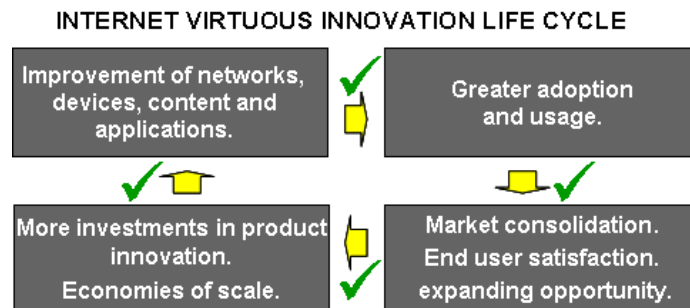 INTERNET VIRTUOUS INNOVATION LIFE CYCLE
Improvement of networks,
devices, content and
applications.
Greater adoption
and usage.
More investments in product
innovation.
Economies of scale.
Market consolidation.
End user satisfaction.
expanding opportunity.